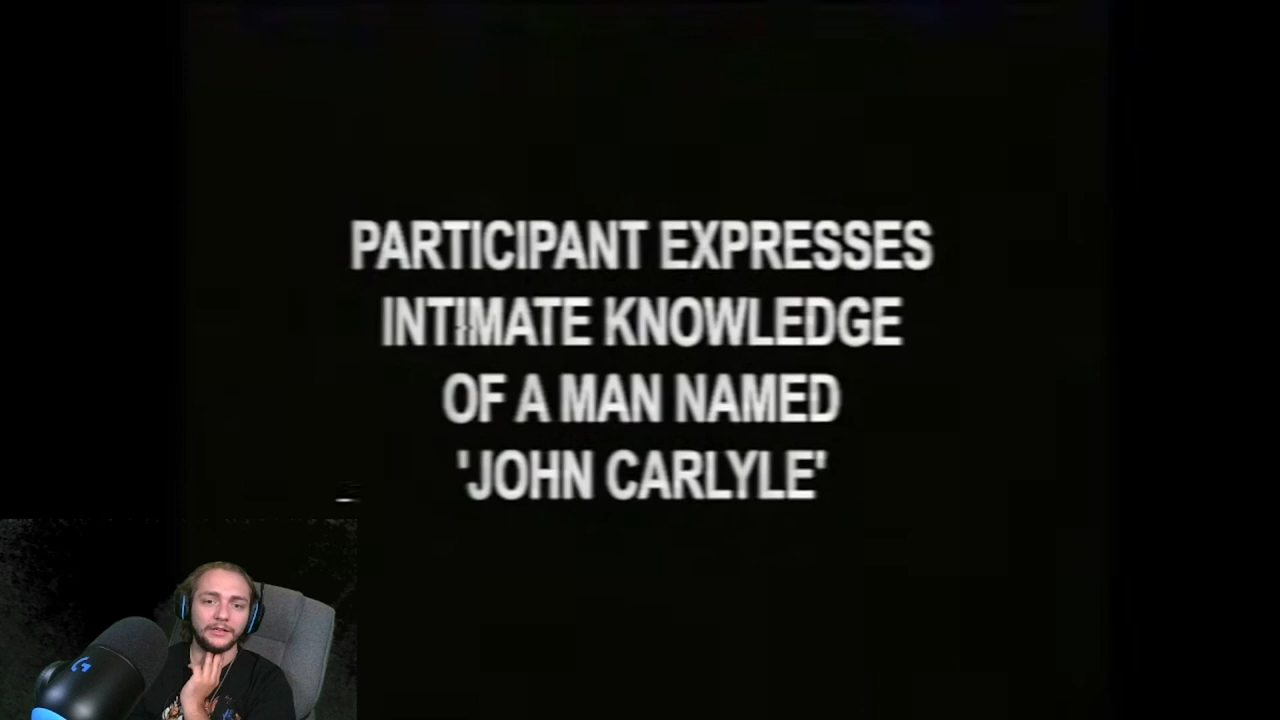 PARTICIPANT EXPRESSES
INTIMATE KNOWLEDGE
OF A MAN NAMED
'JOHN CARLYLE'